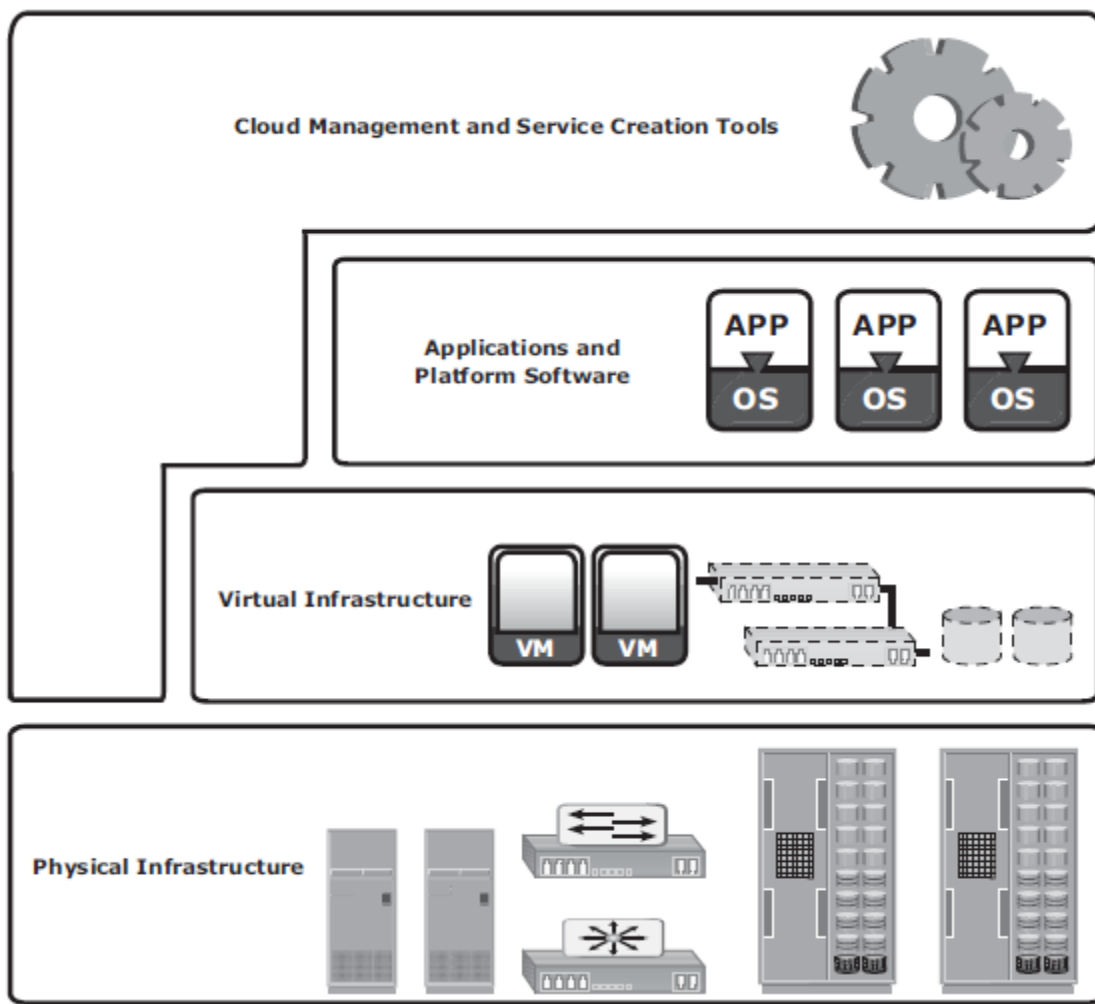 Cloud Management and Service Creation Tools
APP APP APP
Applications and
Platform Software
OS OS OS
Virtual Infrastructure
VM VM
Physical Infrastructure